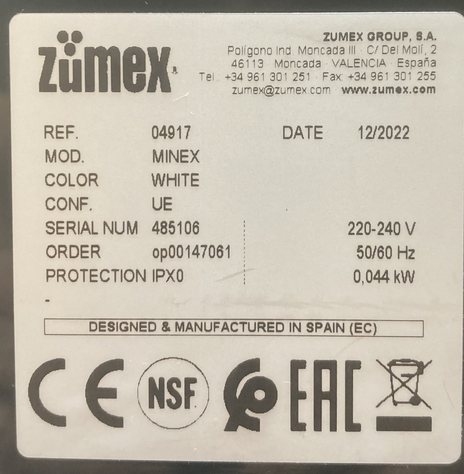 zümex
ZUMEX GROUP, S.A.
Polígono Ind. Moncada III · C/ Del Molí, 2
46113 · Moncada · VALENCIA · España
Tel. +34 961 301 251 · Fax +34 961 301 255
zumex@zumex.com www.zumex.com
REF. 04917 DATE 12/2022
MOD. MINEX
COLOR WHITE
CONF. UE
SERIAL NUM 485106 220-240 V
ORDER op00147061 50/60 Hz
PROTECTION IPX0 0,044 kW
-
DESIGNED & MANUFACTURED IN SPAIN (EC)
CE NSF EAC